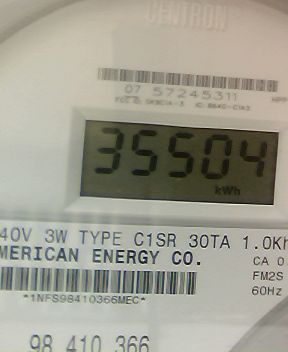 CENTRON
07 57245311
35504
kWh
40V 3W TYPE C1SR 30TA 1.0Kh
MERICAN ENERGY CO.
CA 0.
FM2S
60Hz
*1NFS98410366MEC*
98 410 366